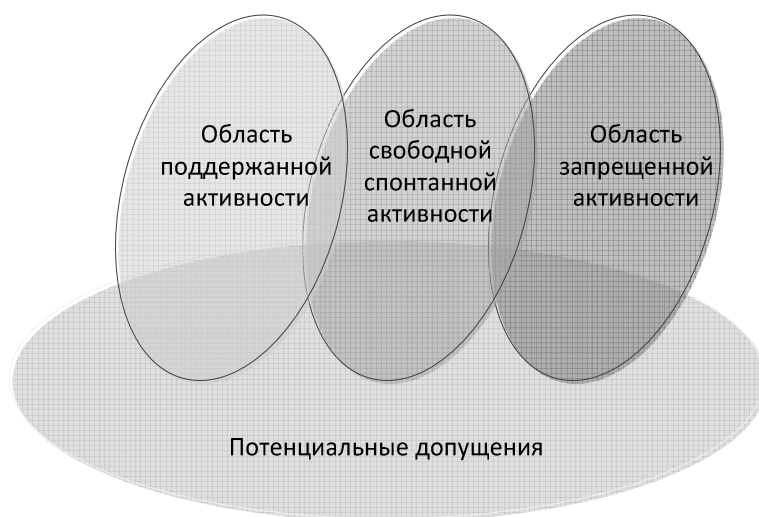 Область
поддержанной
активности
Область
свободной
спонтанной
активности
Область
запрещенной
активности
Потенциальные допущения